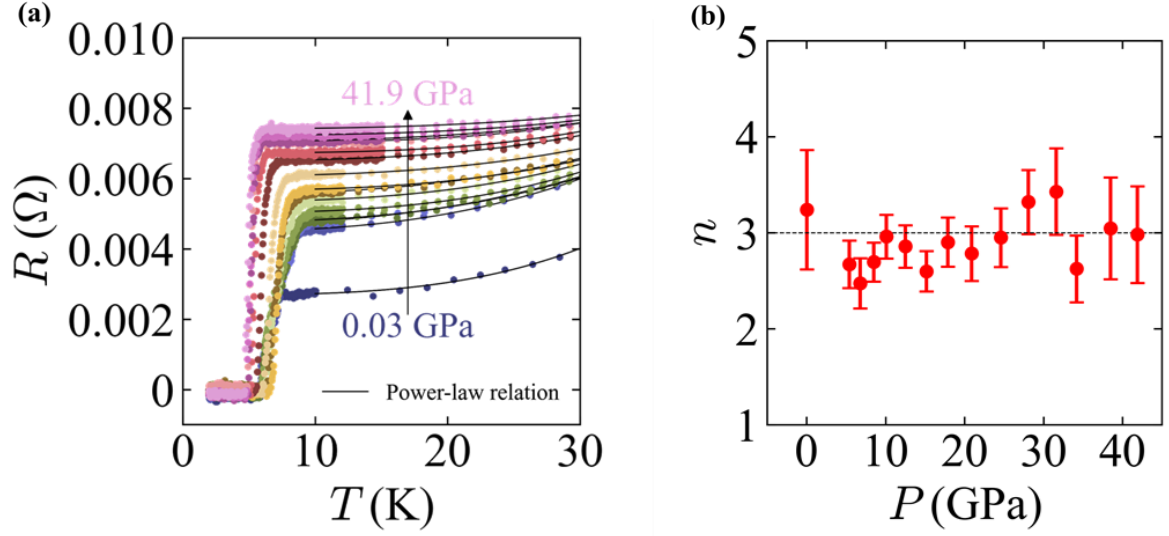 (a)
0.010
0.008
0.006
0.004
0.002
0
R (Ω)
41.9 GPa
0.03 GPa
Power-law relation
0 10 20 30
T (K)
(b)
5
4
3
2
1
n
0 10 20 30 40
P (GPa)